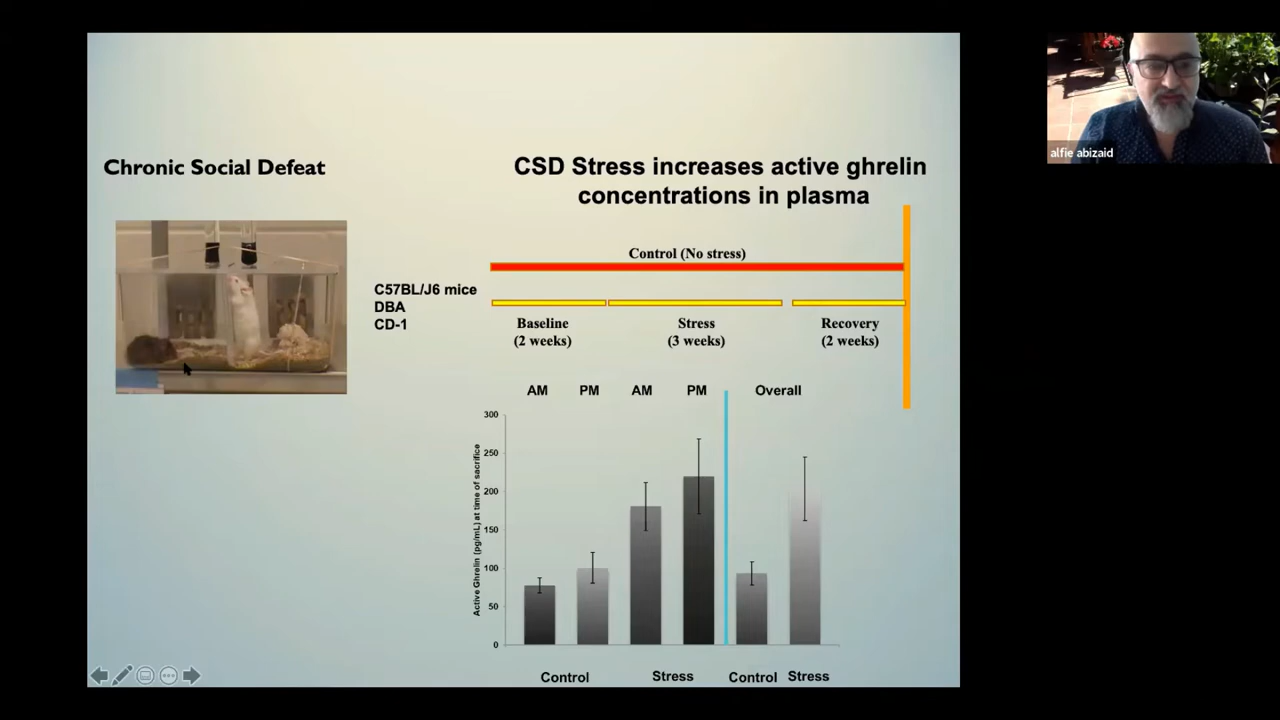 alfie abizaid
Chronic Social Defeat
CSD Stress increases active ghrelin
concentrations in plasma
Control (No stress)
C57BL/J6 mice
DBA
CD-1
Baseline
(2 weeks)
Stress
(3 weeks)
Recovery
(2 weeks)
AM PM AM PM Overall
Active Ghrelin (pg/mL) at time of sacrifice
300
250
200
150
100
50
0
Control Stress Control Stress